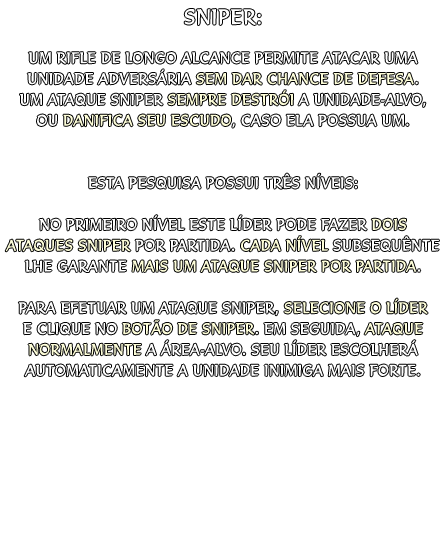 SNIPER:
UM RIFLE DE LONGO ALCANCE PERMITE ATACAR UMA
UNIDADE ADVERSÁRIA SEM DAR CHANCE DE DEFESA.
UM ATAQUE SNIPER SEMPRE DESTRÓI A UNIDADE-ALVO,
OU DANIFICA SEU ESCUDO, CASO ELA POSSUA UM.
ESTA PESQUISA POSSUI TRÊS NÍVEIS:
NO PRIMEIRO NÍVEL ESTE LÍDER PODE FAZER DOIS
ATAQUES SNIPER POR PARTIDA. CADA NÍVEL SUBSEQUÊNTE
LHE GARANTE MAIS UM ATAQUE SNIPER POR PARTIDA.
PARA EFETUAR UM ATAQUE SNIPER, SELECIONE O LÍDER
E CLIQUE NO BOTÃO DE SNIPER. EM SEGUIDA, ATAQUE
NORMALMENTE A ÁREA-ALVO. SEU LÍDER ESCOLHERÁ
AUTOMATICAMENTE A UNIDADE INIMIGA MAIS FORTE.